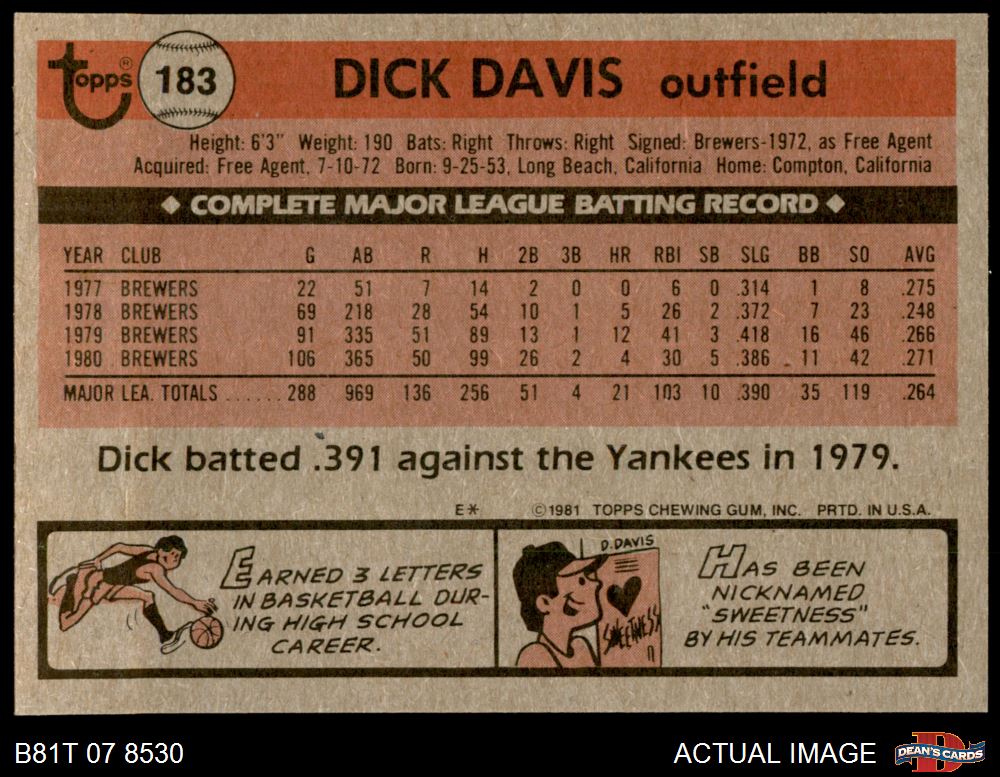 Topps®
183
DICK DAVIS outfield
Height: 6'3" Weight: 190 Bats: Right Throws: Right Signed: Brewers-1972, as Free Agent
Acquired: Free Agent, 7-10-72 Born: 9-25-53, Long Beach, California Home: Compton, California
◆ COMPLETE MAJOR LEAGUE BATTING RECORD ◆
YEAR CLUB G AB R H 2B 3B HR RBI SB SLG BB SO AVG
1977 BREWERS 22 51 7 14 2 0 0 6 0 .314 1 8 .275
1978 BREWERS 69 218 28 54 10 1 5 26 2 .372 7 23 .248
1979 BREWERS 91 335 51 89 13 1 12 41 3 .418 16 46 .266
1980 BREWERS 106 365 50 99 26 2 4 30 5 .386 11 42 .271
MAJOR LEA. TOTALS ...... 288 969 136 256 51 4 21 103 10 .390 35 119 .264
Dick batted .391 against the Yankees in 1979.
E* ©1981 TOPPS CHEWING GUM, INC. PRTD. IN U.S.A.
EARNED 3 LETTERS
IN BASKETBALL DUR-
ING HIGH SCHOOL
CAREER.
D. DAVIS
SWEETNESS
HAS BEEN
NICKNAMED
"SWEETNESS"
BY HIS TEAMMATES.
B81T 07 8530
ACTUAL IMAGE
D
DEAN'S CARDS